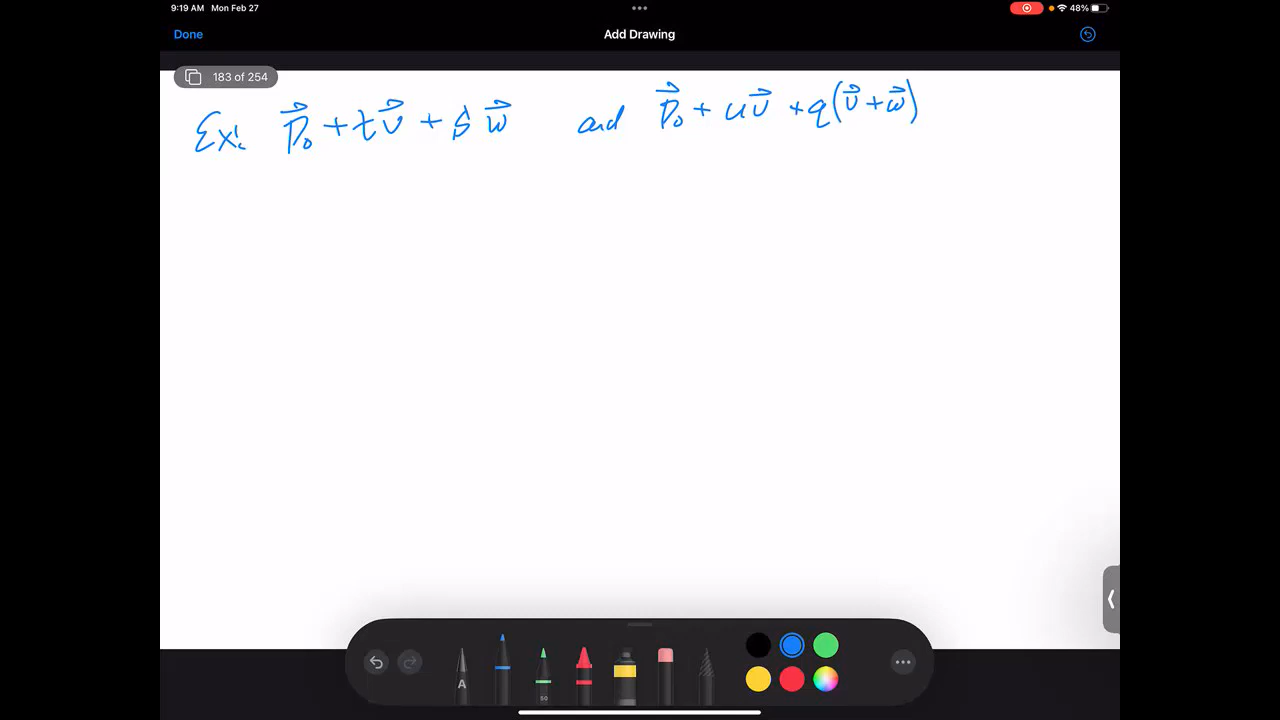 9:19 AM Mon Feb 27
48%
Done
Add Drawing
183 of 254
Ex: p⃗₀ + tv⃗ + sw⃗ and p⃗₀ + uv⃗ + q(v⃗ + w⃗)
A
50